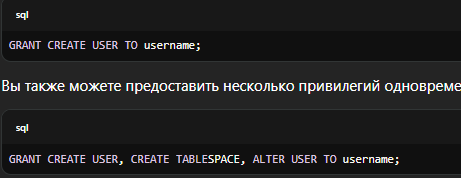 sql
GRANT CREATE USER TO username;
Вы также можете предоставить несколько привилегий
sql
GRANT CREATE USER, CREATE TABLESPACE, ALTER USER TO username;